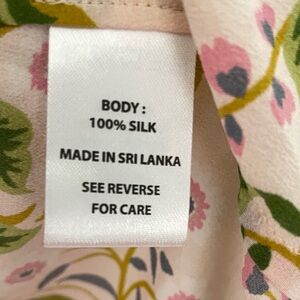 BODY :
100% SILK
MADE IN SRI LANKA
SEE REVERSE
FOR CARE